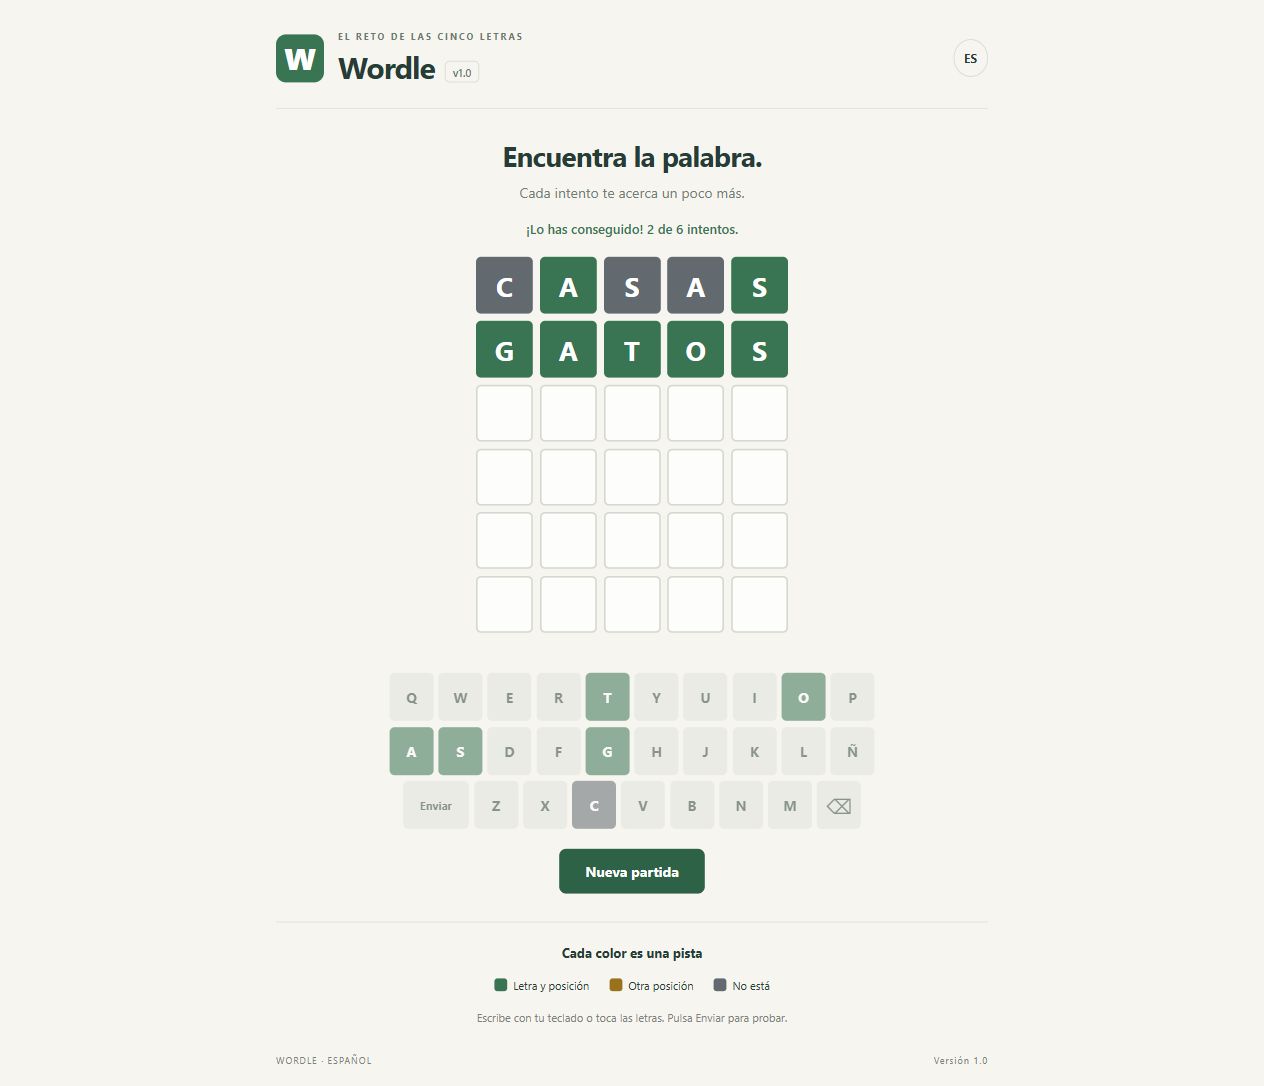 W
EL RETO DE LAS CINCO LETRAS
Wordle v1.0
ES
Encuentra la palabra.
Cada intento te acerca un poco más.
¡Lo has conseguido! 2 de 6 intentos.
C A S A S
G A T O S
Q W E R T Y U I O P
A S D F G H J K L Ñ
Enviar Z X C V B N M ⌫
Nueva partida
Cada color es una pista
Letra y posición Otra posición No está
Escribe con tu teclado o toca las letras. Pulsa Enviar para probar.
WORDLE · ESPAÑOL Versión 1.0